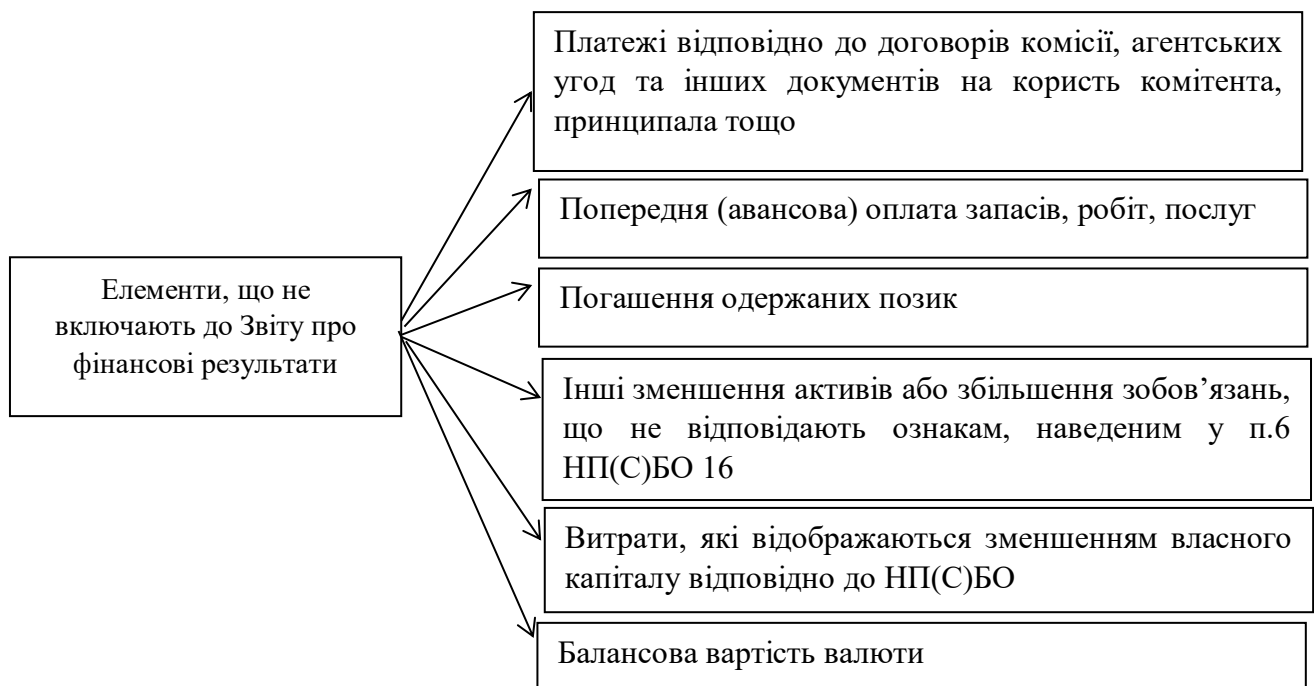 Елементи, що не
включають до Звіту про
фінансові результати
Платежі відповідно до договорів комісії, агентських
угод та інших документів на користь комітента,
принципала тощо
Попередня (авансова) оплата запасів, робіт, послуг
Погашення одержаних позик
Інші зменшення активів або збільшення зобов’язань,
що не відповідають ознакам, наведеним у п.6
НП(С)БО 16
Витрати, які відображаються зменшенням власного
капіталу відповідно до НП(С)БО
Балансова вартість валюти